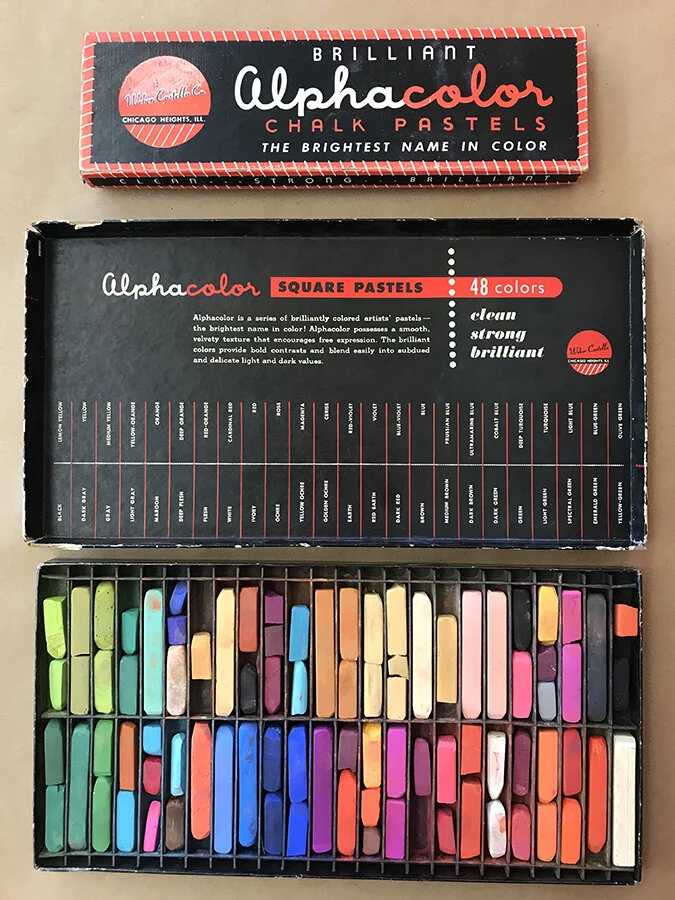 BRILLIANT
Alphacolor
CHALK PASTELS
THE BRIGHTEST NAME IN COLOR
Weber Costello Co.
CHICAGO HEIGHTS, ILL.
CLEAN... STRONG... BRILLIANT
Alphacolor SQUARE PASTELS 48 colors
Alphacolor is a series of brilliantly colored artists' pastels—
the brightest name in color! Alphacolor possesses a smooth,
velvety texture that encourages free expression. The brilliant
colors provide bold contrasts and blend easily into subdued
and delicate light and dark values.
clean
strong
brilliant
Weber Costello
CHICAGO HEIGHTS, ILL.
LEMON YELLOW
YELLOW
MEDIUM YELLOW
YELLOW-ORANGE
ORANGE
DEEP ORANGE
RED-ORANGE
CARDINAL RED
RED
ROSE
MAGENTA
CERISE
RED-VIOLET
VIOLET
BLUE-VIOLET
BLUE
PRUSSIAN BLUE
ULTRAMARINE BLUE
COBALT BLUE
DEEP TURQUOISE
TURQUOISE
LIGHT BLUE
BLUE-GREEN
OLIVE GREEN
BLACK
DARK GRAY
GRAY
LIGHT GRAY
MAROON
DEEP FLESH
FLESH
WHITE
IVORY
OCHRE
YELLOW OCHRE
GOLDEN OCHRE
EARTH
RED EARTH
DARK RED
BROWN
MEDIUM BROWN
DARK BROWN
DARK GREEN
GREEN
LIGHT GREEN
SPECTRAL GREEN
EMERALD GREEN
YELLOW-GREEN